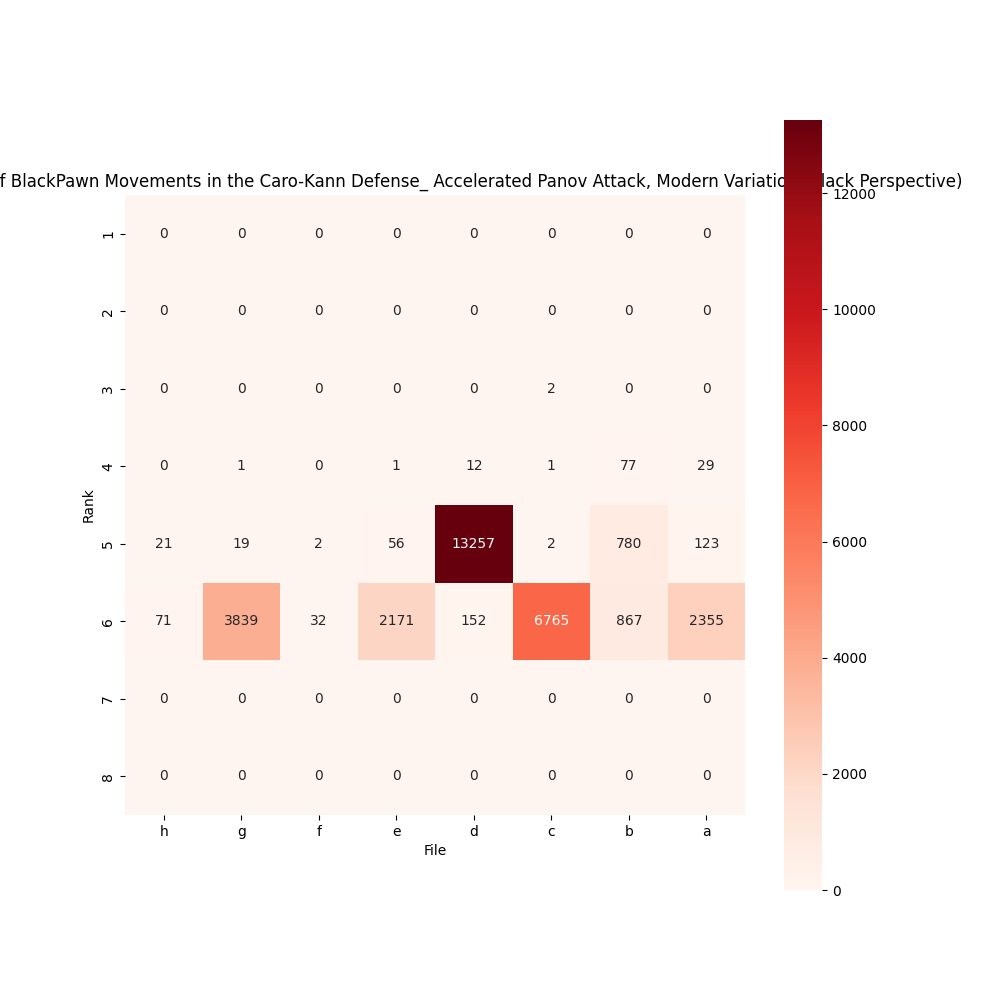 f BlackPawn Movements in the Caro-Kann Defense_ Accelerated Panov Attack, Modern Variatio lack Perspective)
12000
10000
8000
6000
4000
2000
0
Rank
1 0 0 0 0 0 0 0 0
2 0 0 0 0 0 0 0 0
3 0 0 0 0 0 2 0 0
4 0 1 0 1 12 1 77 29
5 21 19 2 56 13257 2 780 123
6 71 3839 32 2171 152 6765 867 2355
7 0 0 0 0 0 0 0 0
8 0 0 0 0 0 0 0 0
h g f e d c b a
File